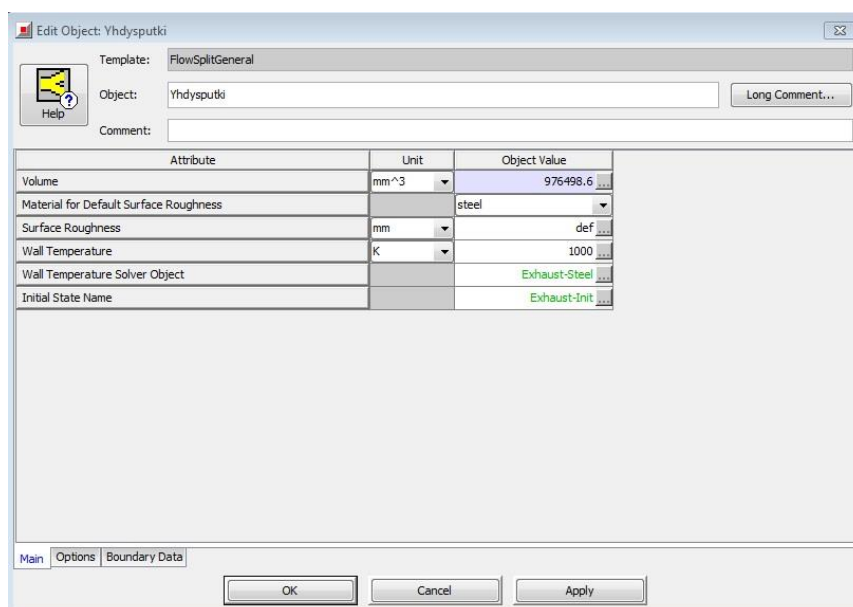 Edit Object: Yhdysputki
Template: FlowSplitGeneral
Help
Object: Yhdysputki Long Comment...
Comment:
Attribute Unit Object Value
Volume mm^3 976498.6 ...
Material for Default Surface Roughness steel
Surface Roughness mm def ...
Wall Temperature K 1000 ...
Wall Temperature Solver Object Exhaust-Steel ...
Initial State Name Exhaust-Init ...
Main Options Boundary Data
OK Cancel Apply